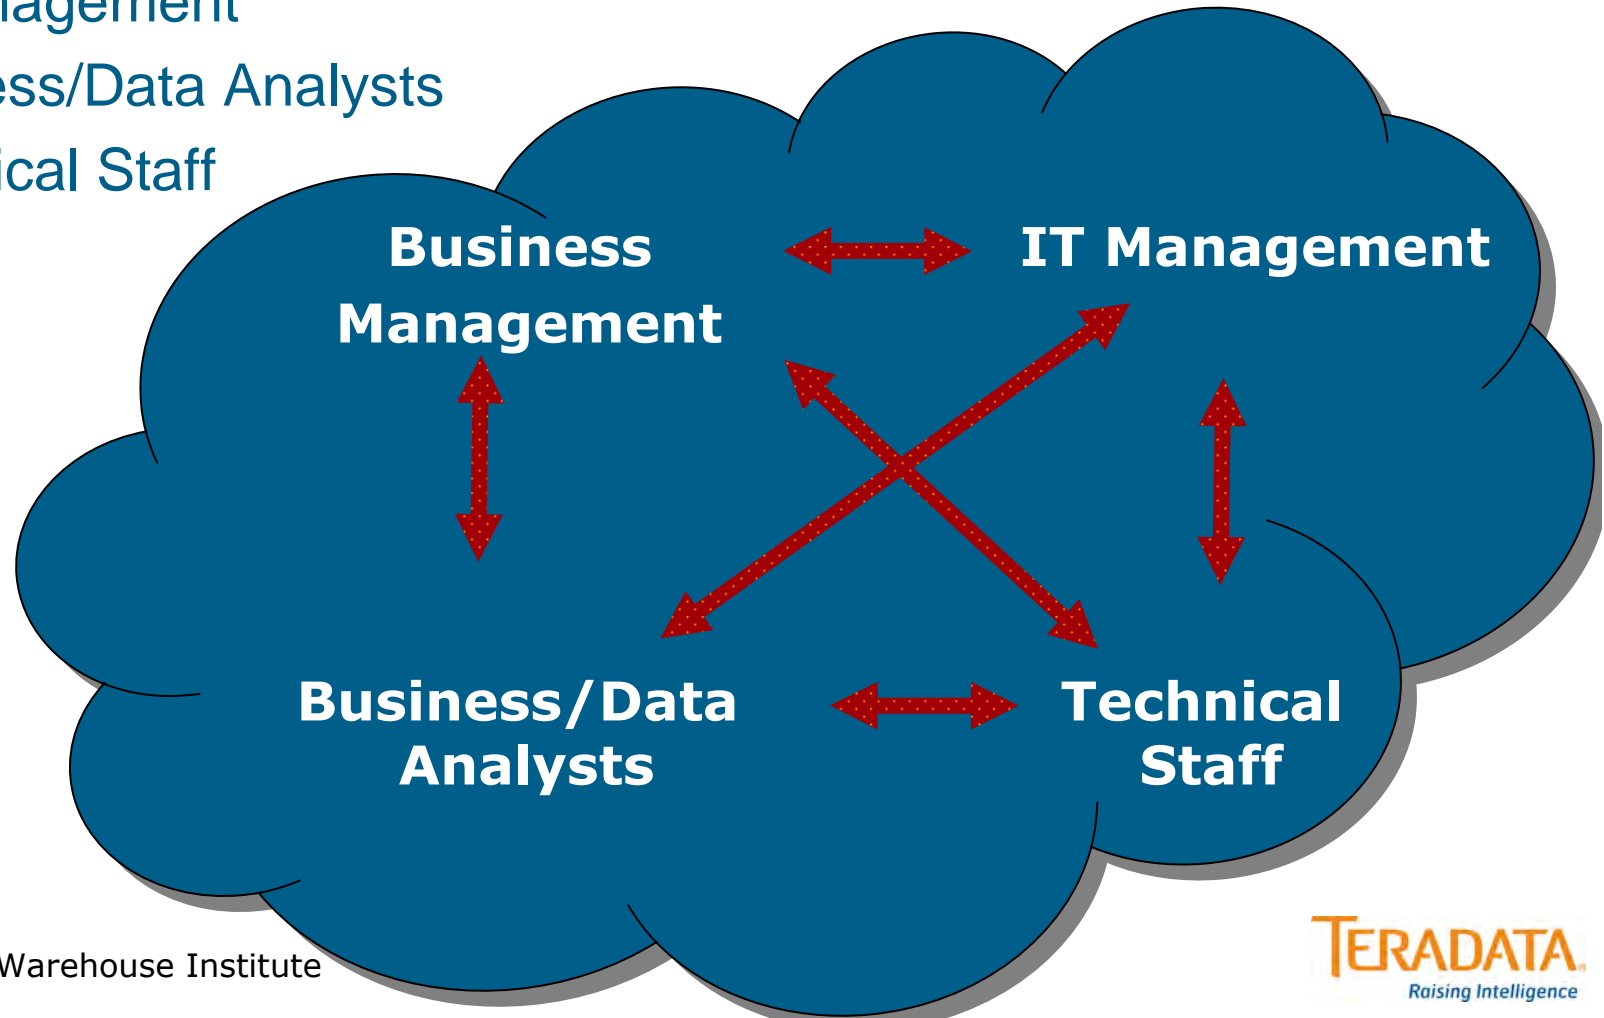 nagement
ess/Data Analysts
ical Staff
Business
Management
IT Management
Business/Data
Analysts
Technical
Staff
Warehouse Institute
TERADATA
Raising Intelligence